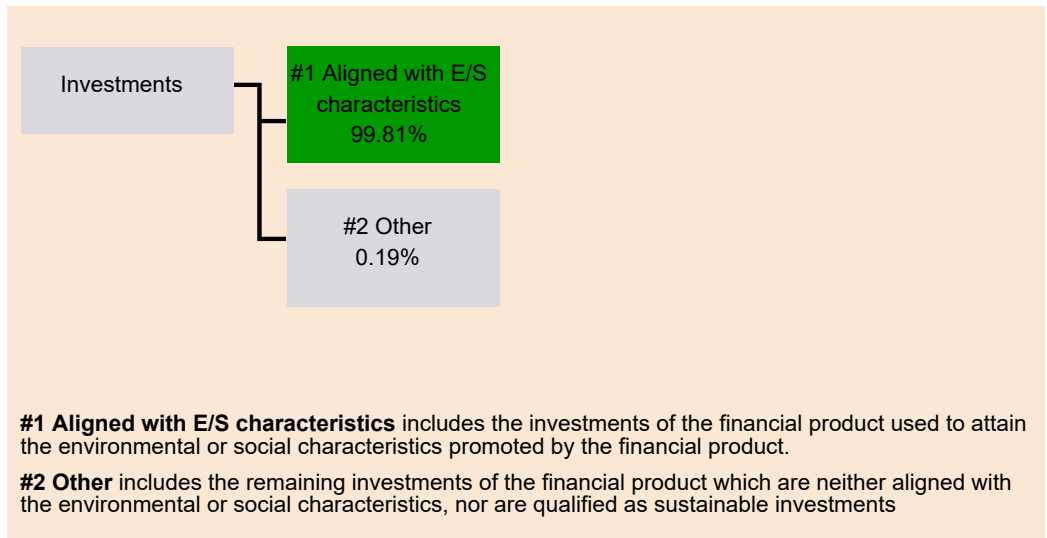 Investments
#1 Aligned with E/S
characteristics
99.81%
#2 Other
0.19%
#1 Aligned with E/S characteristics includes the investments of the financial product used to attain
the environmental or social characteristics promoted by the financial product.
#2 Other includes the remaining investments of the financial product which are neither aligned with
the environmental or social characteristics, nor are qualified as sustainable investments